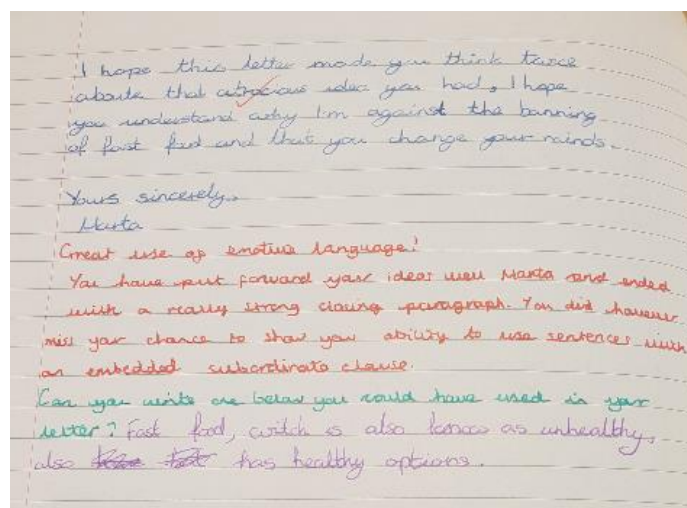 I hope this letter made you think twice
aboute that atrocious idea you had, I hope
you understand why I'm against the banning
of fast food and that you change your minds.
Yours sincerely,
Marta
Great use of emotive language!
You have put forward your ideas well Marta and ended
with a really strong closing paragraph. You did however
miss your chance to show your ability to use sentences with
an embedded subordinate clause.
Can you write one below you could have used in your
letter? Fast food, witch is also known as unhealthy,
also has healthy options.